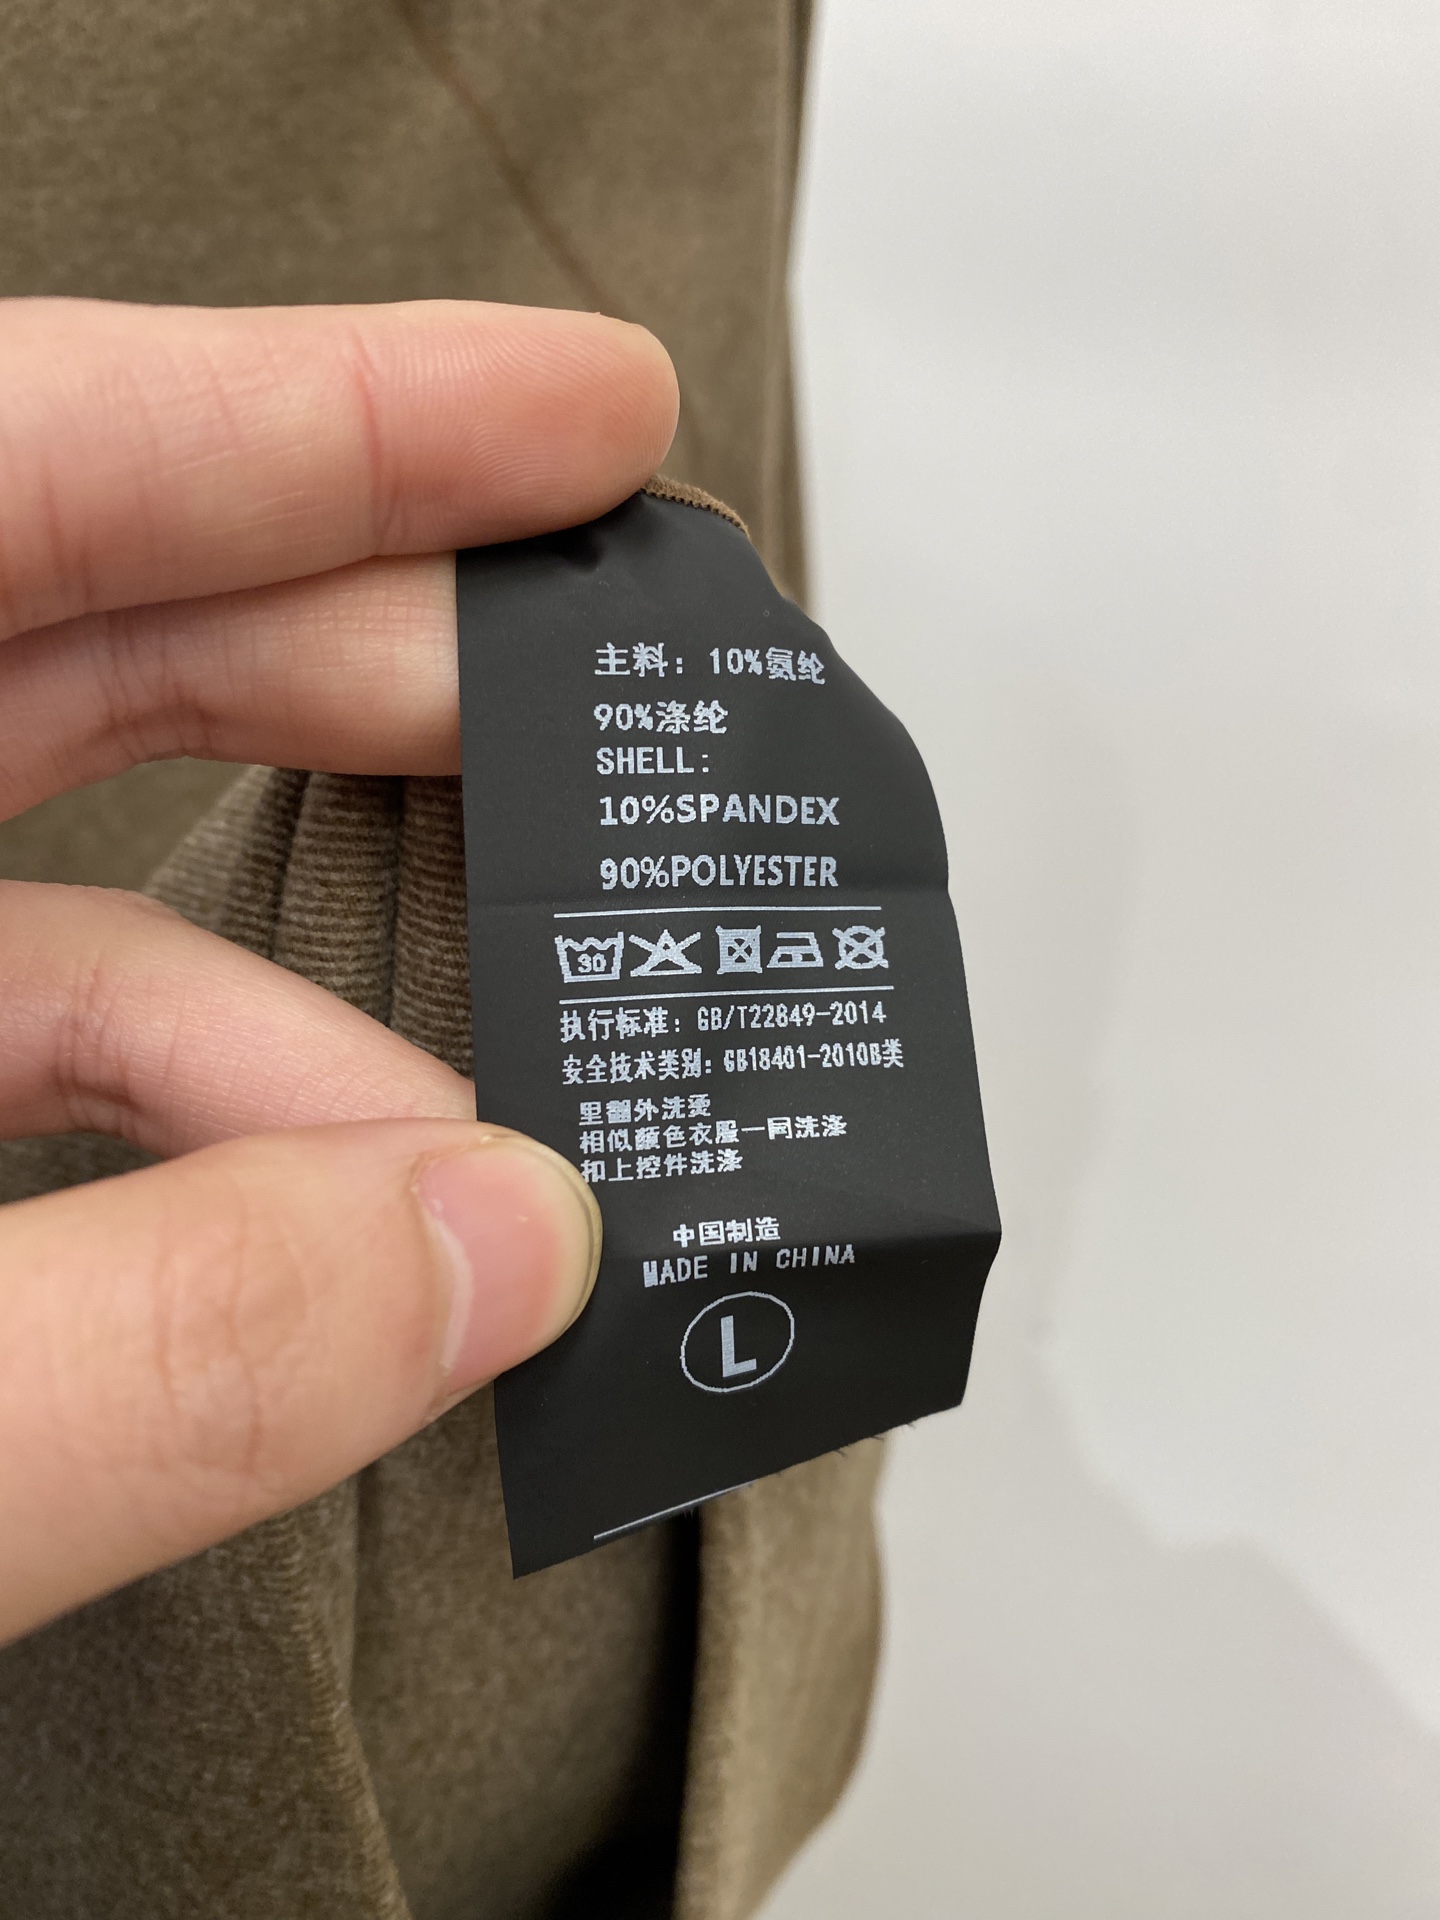 主料：10%氨纶
90%涤纶
SHELL:
10%SPANDEX
90%POLYESTER
30
执行标准：GB/T22849-2014
安全技术类别：GB18401-2010B类
里翻外洗烫
相似颜色衣服一同洗涤
扣上控件洗涤
中国制造
MADE IN CHINA
L